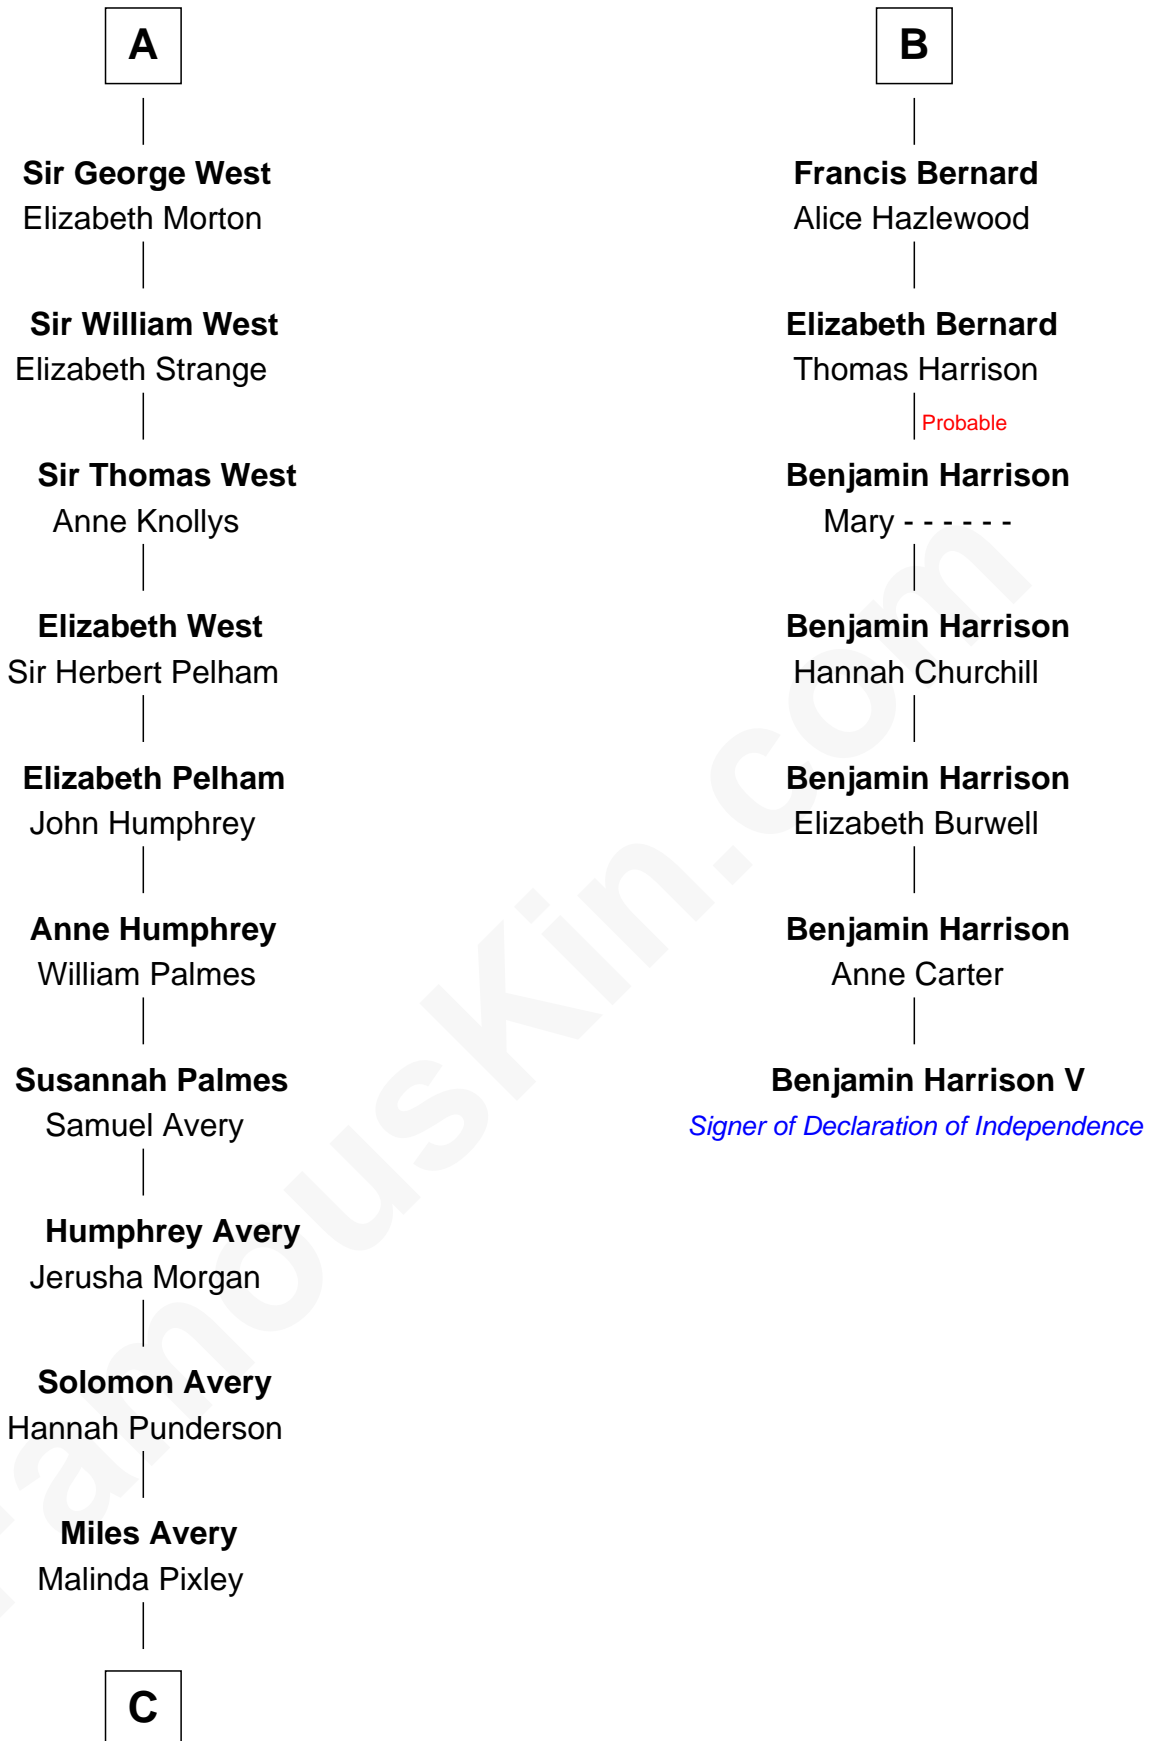 A
Sir George West
Elizabeth Morton
Sir William West
Elizabeth Strange
Sir Thomas West
Anne Knollys
Elizabeth West
Sir Herbert Pelham
Elizabeth Pelham
John Humphrey
Anne Humphrey
William Palmes
Susannah Palmes
Samuel Avery
Humphrey Avery
Jerusha Morgan
Solomon Avery
Hannah Punderson
Miles Avery
Malinda Pixley
C
B
Francis Bernard
Alice Hazlewood
Elizabeth Bernard
Thomas Harrison
Probable
Benjamin Harrison
Mary - - - - - -
Benjamin Harrison
Hannah Churchill
Benjamin Harrison
Elizabeth Burwell
Benjamin Harrison
Anne Carter
Benjamin Harrison V
Signer of Declaration of Independence
FamousKin.com